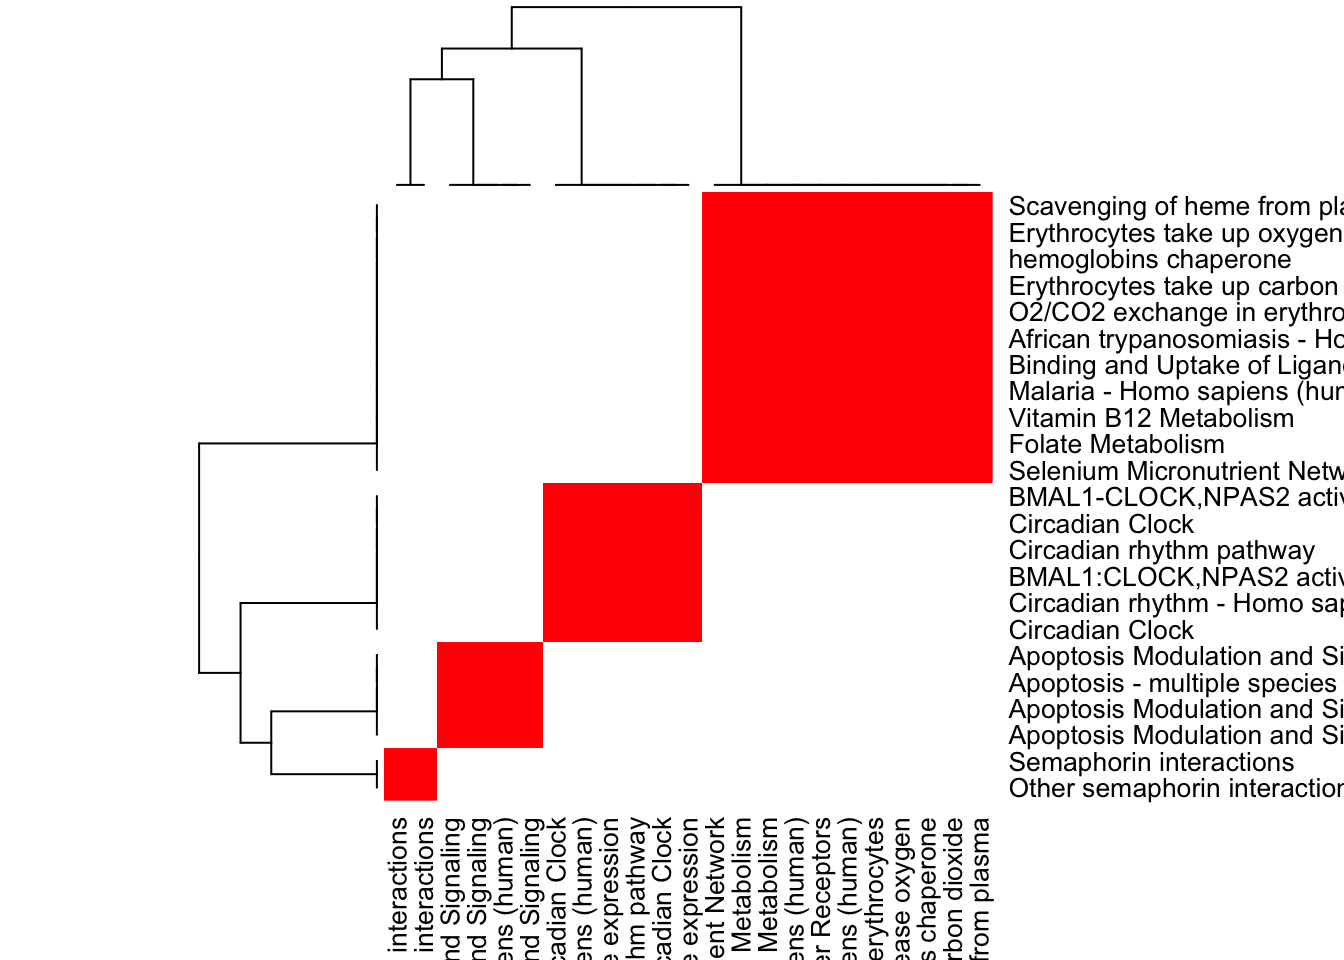 Scavenging of heme from pla
Erythrocytes take up oxygen
hemoglobins chaperone
Erythrocytes take up carbon
O2/CO2 exchange in erythro
African trypanosomiasis - Ho
Binding and Uptake of Ligan
Malaria - Homo sapiens (hum
Vitamin B12 Metabolism
Folate Metabolism
Selenium Micronutrient Netw
BMAL1-CLOCK,NPAS2 activ
Circadian Clock
Circadian rhythm pathway
BMAL1:CLOCK,NPAS2 activ
Circadian rhythm - Homo sap
Circadian Clock
Apoptosis Modulation and Si
Apoptosis - multiple species
Apoptosis Modulation and Si
Apoptosis Modulation and Si
Semaphorin interactions
Other semaphorin interaction
interactions
interactions
nd Signaling
nd Signaling
ens (human)
nd Signaling
cadian Clock
ens (human)
e expression
hm pathway
cadian Clock
e expression
ent Network
Metabolism
Metabolism
ens (human)
er Receptors
ens (human)
erythrocytes
ease oxygen
s chaperone
rbon dioxide
from plasma